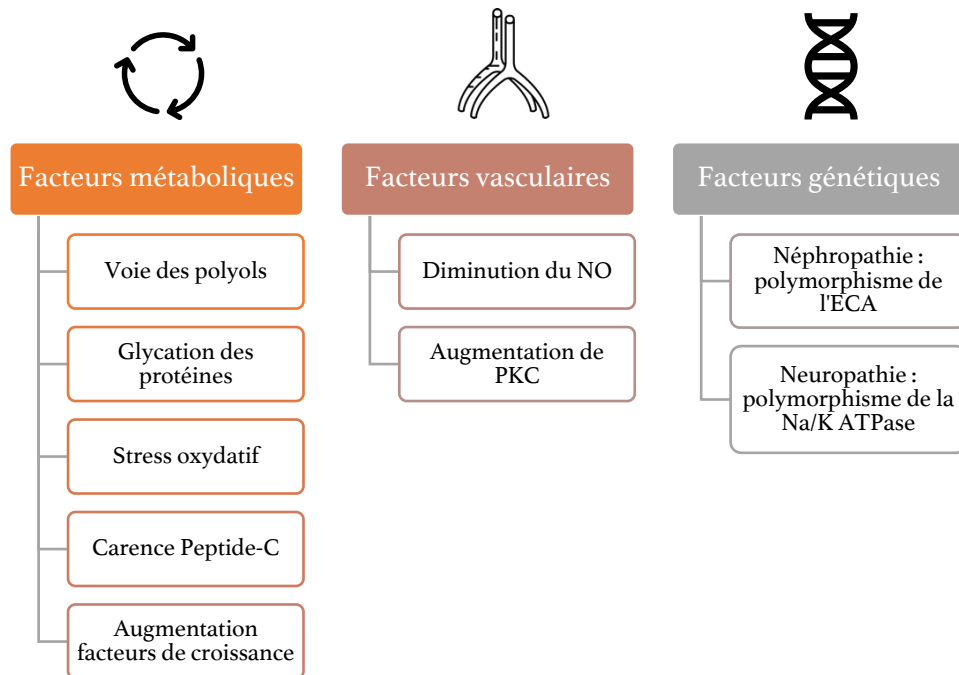 Facteurs métaboliques
Voie des polyols
Glycation des
protéines
Stress oxydatif
Carence Peptide-C
Augmentation
facteurs de croissance
Facteurs vasculaires
Diminution du NO
Augmentation de
PKC
Facteurs génétiques
Néphropathie :
polymorphisme de
l'ECA
Neuropathie :
polymorphisme de la
Na/K ATPase